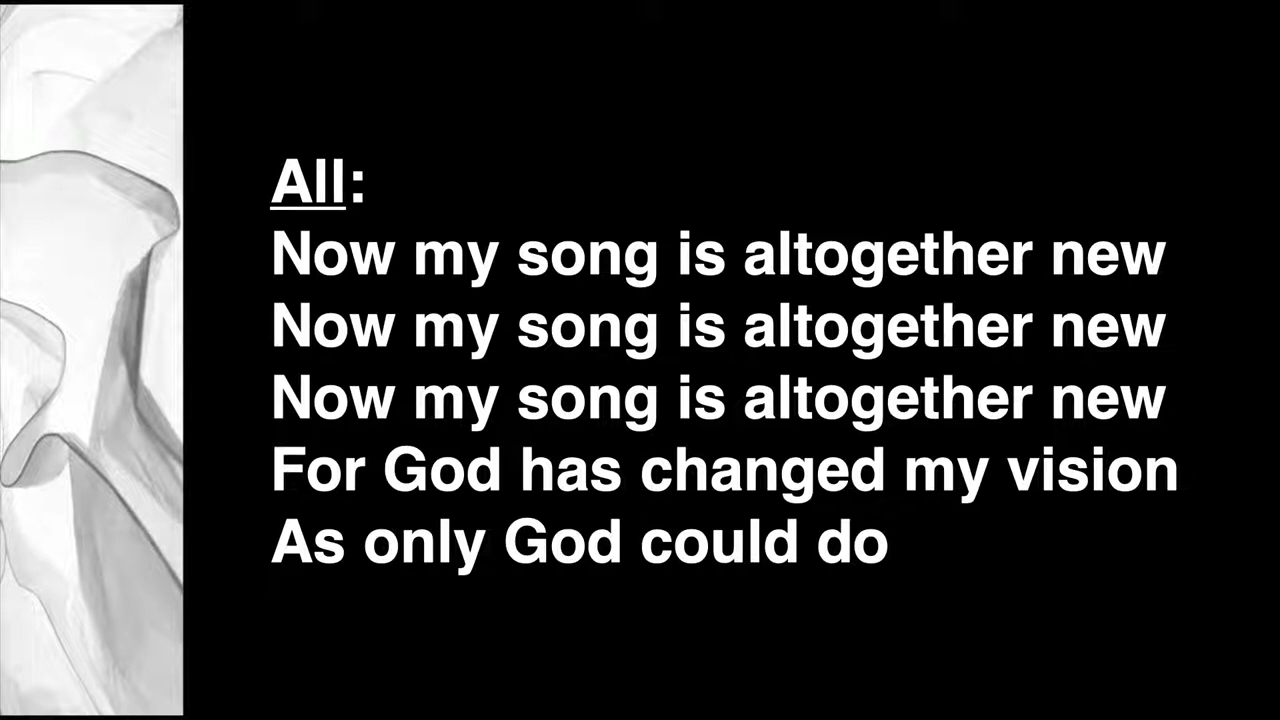 All:
Now my song is altogether new
Now my song is altogether new
Now my song is altogether new
For God has changed my vision
As only God could do